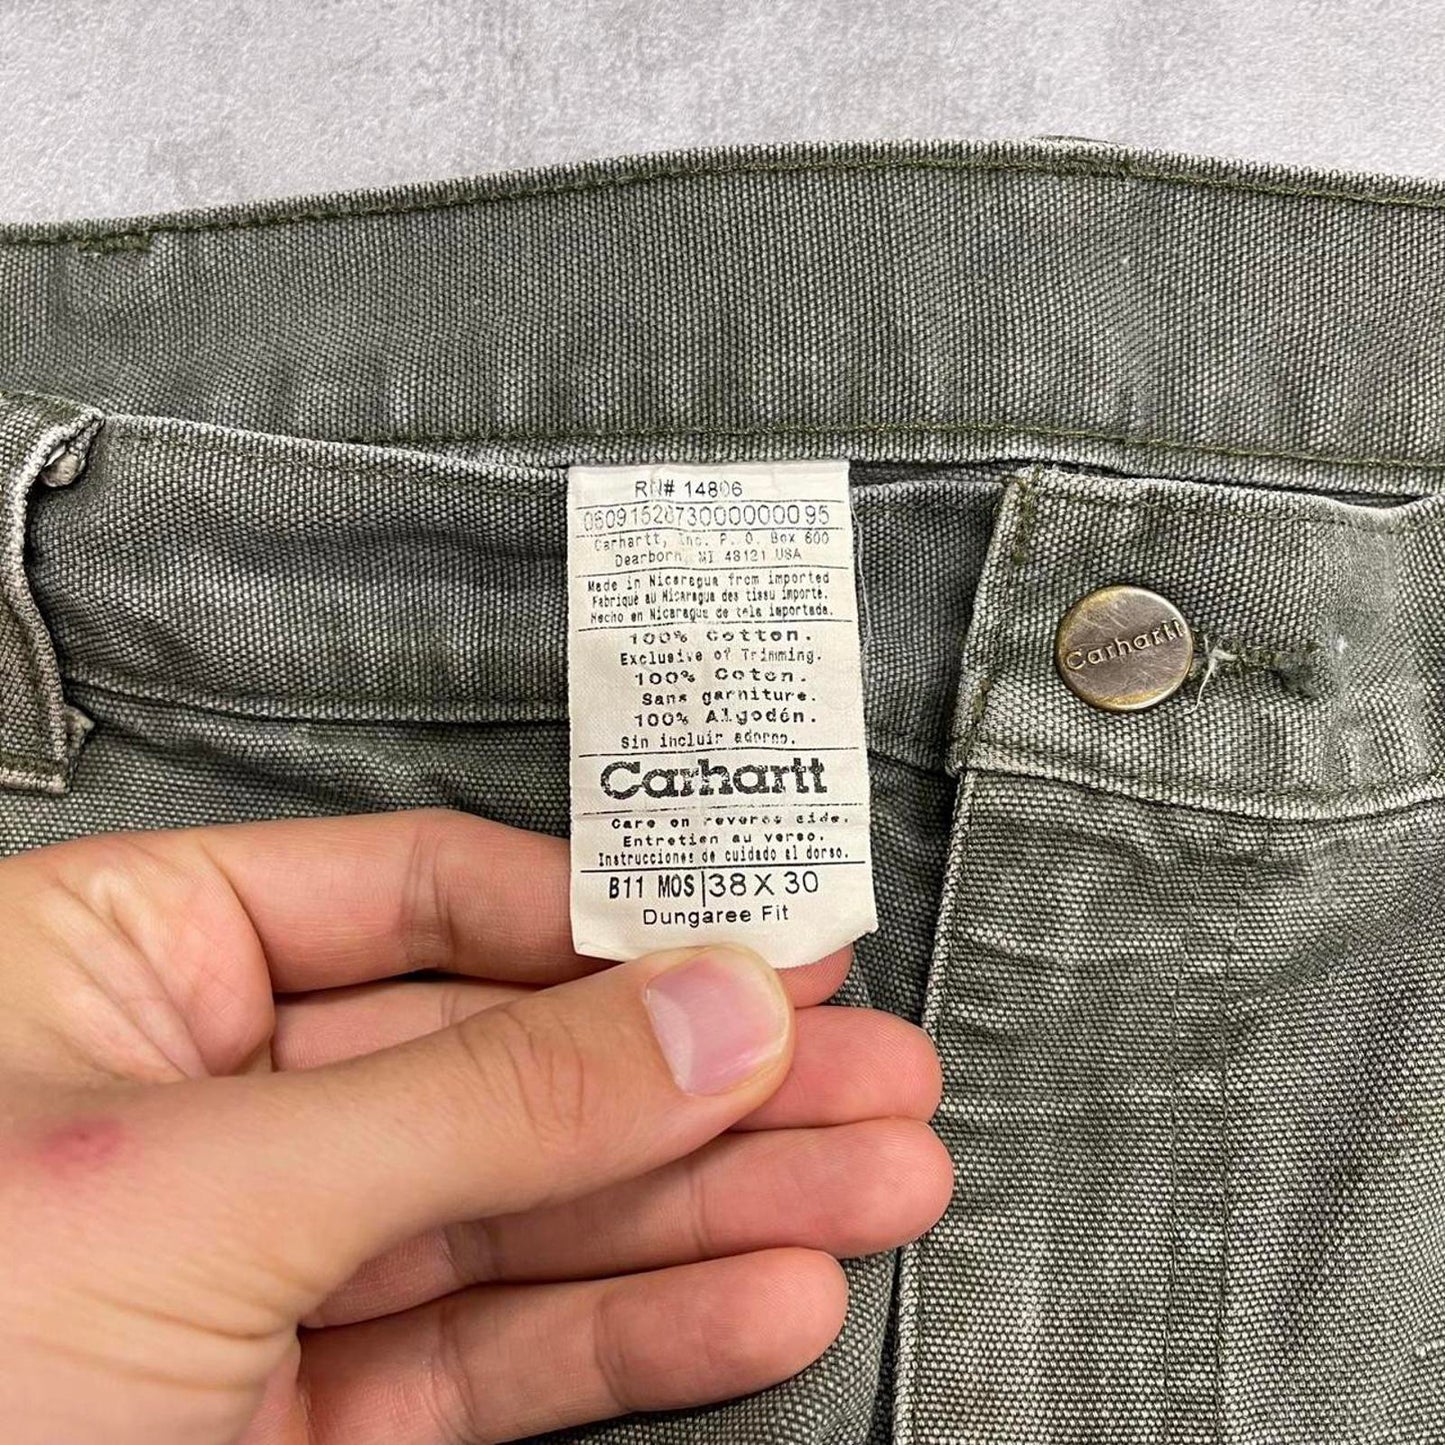 RN# 14806
0609152673000000095
Carhartt, Inc. P. O. Box 600
Dearborn, MI 48121 USA
Made in Nicaragua from imported
Fabriqué au Nicaragua des tissu importe.
Hecho en Nicaragua de tela importada.
100% Cotton.
Exclusive of Trimming.
100% Coton.
Sans garniture.
100% Algodón.
Sin incluir adorno.
Carhartt
Care on reverse side.
Entretien au verso.
Instrucciones de cuidado al dorso.
B11 MOS 38 X 30
Dungaree Fit
Carhartt